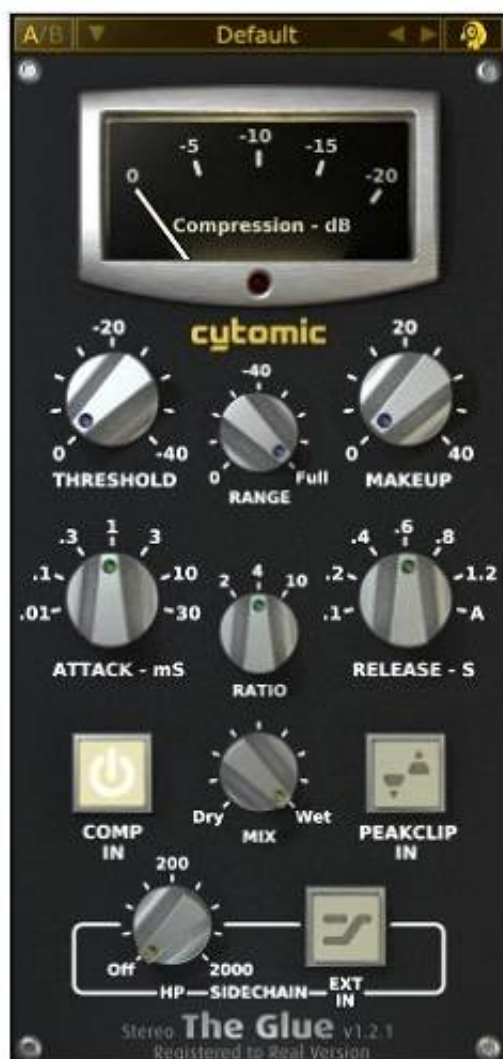 A/B Default
-5 -10 -15
0 -20
Compression - dB
cytomic
-20 20
-40
0 -40 0 Full 0 40
THRESHOLD RANGE MAKEUP
.3 1 3 .4 .6 .8
.1 10 2 4 10 .2 1.2
.01 30 .1 A
ATTACK - mS RATIO RELEASE - S
Dry Wet
COMP IN MIX PEAKCLIP IN
200
Off 2000
HP SIDECHAIN EXT IN
Stereo The Glue v1.2.1
Registered to Real Version